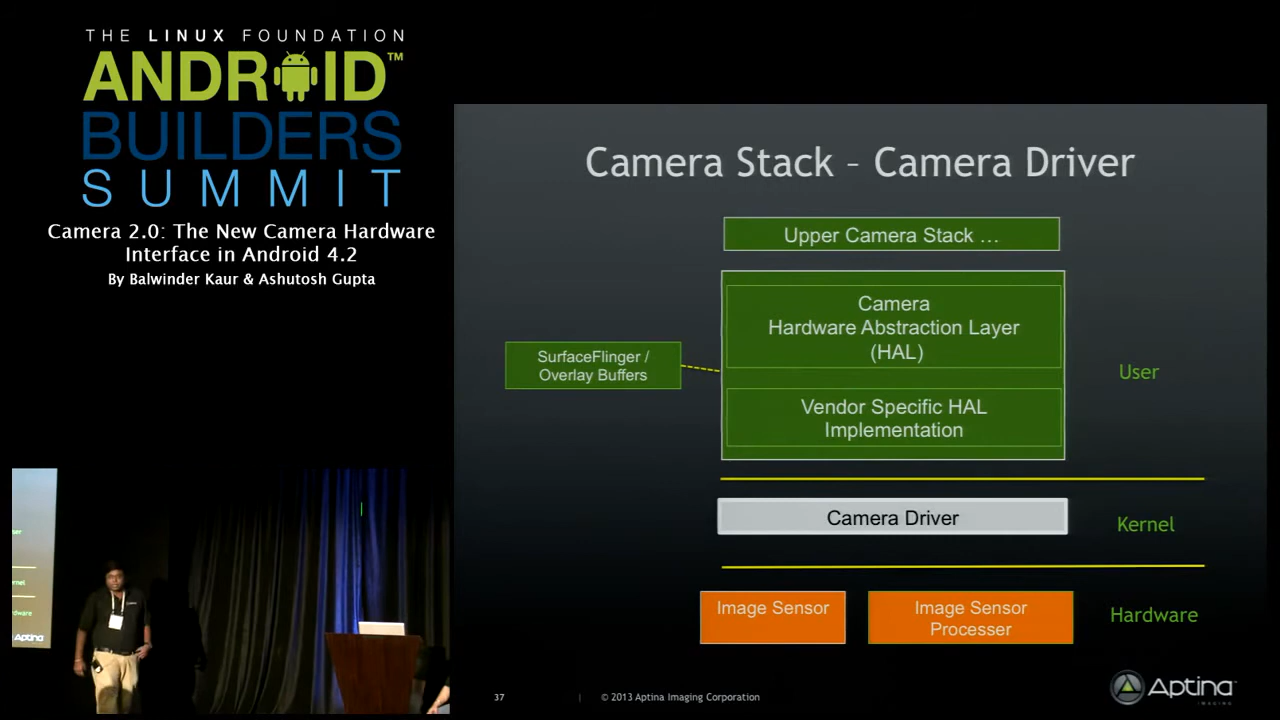 THE LINUX FOUNDATION
ANDROID™
BUILDERS
SUMMIT
Camera 2.0: The New Camera Hardware
Interface in Android 4.2
By Balwinder Kaur & Ashutosh Gupta
Camera Stack – Camera Driver
Upper Camera Stack ...
Camera
Hardware Abstraction Layer
(HAL)
SurfaceFlinger /
Overlay Buffers
User
Vendor Specific HAL
Implementation
Camera Driver
Kernel
Image Sensor
Image Sensor
Processer
Hardware
37
| © 2013 Aptina Imaging Corporation
Aptina
IMAGING